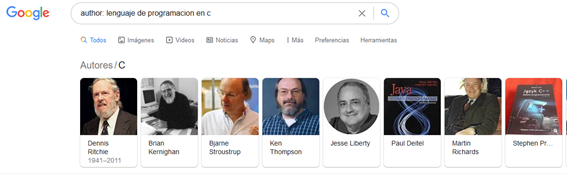 Google
author: lenguaje de programacion en c
Todos Imágenes Videos Noticias Maps Más Preferencias Herramientas
Autores / C
Dennis Ritchie
1941–2011
Brian Kernighan
Bjarne Stroustrup
Ken Thompson
Jesse Liberty
Paul Deitel
Martin Richards
Stephen Pr...
Java
Język C++